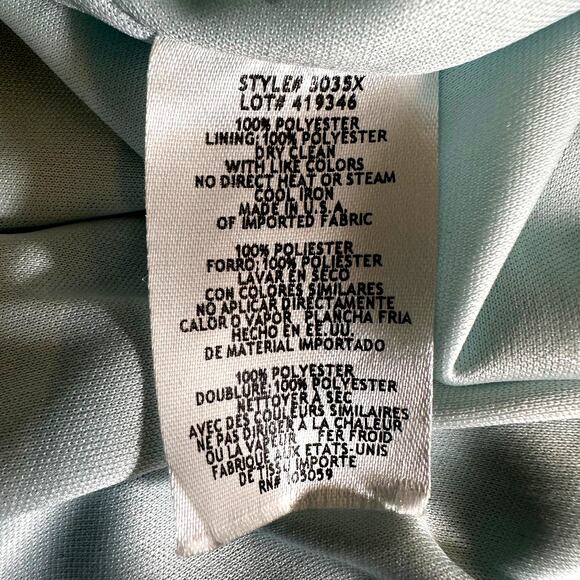 STYLE# 3035X
LOT# 419346
100% POLYESTER
LINING: 100% POLYESTER
DRY CLEAN
WITH LIKE COLORS
NO DIRECT HEAT OR STEAM
COOL IRON
MADE IN U.S.A.
OF IMPORTED FABRIC
100% POLIESTER
FORRO: 100% POLIESTER
LAVAR EN SECO
CON COLORES SIMILARES
NO APLICAR DIRECTAMENTE
CALOR O VAPOR PLANCHA FRIA
HECHO EN EE.UU.
DE MATERIAL IMPORTADO
100% POLYESTER
DOUBLURE: 100% POLYESTER
NETTOYER À SEC
AVEC DES COULEURS SIMILAIRES
NE PAS DIRIGER À LA CHALEUR
OU LA VAPEUR FER FROID
FABRIQUÉ AUX ETATS-UNIS
DE TISSU IMPORTE
RN# 105059